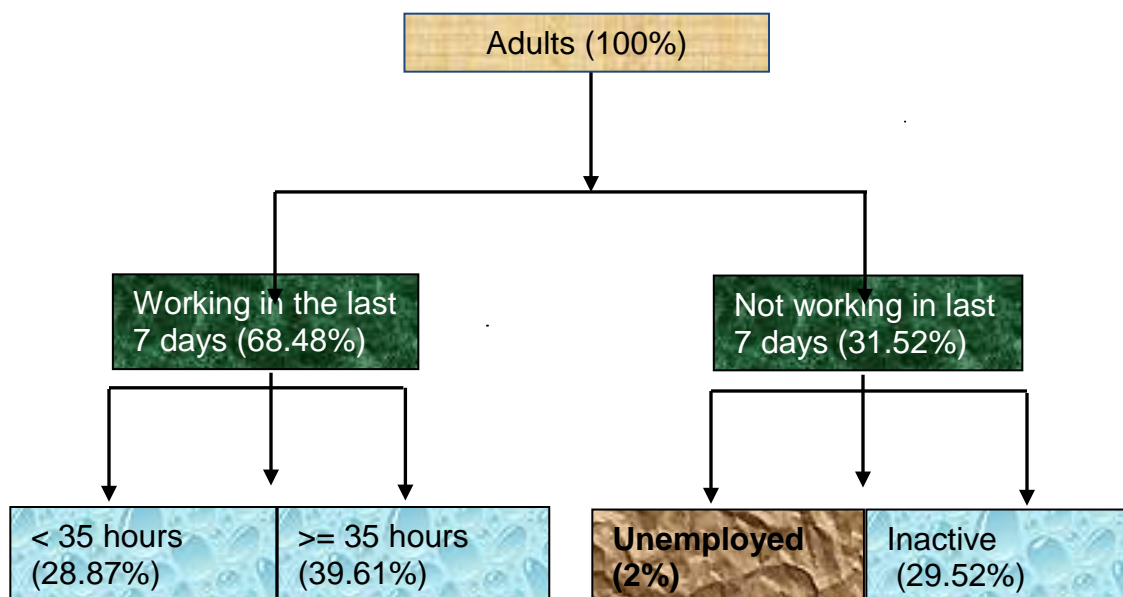 Adults (100%)
Working in the last
7 days (68.48%)
Not working in last
7 days (31.52%)
< 35 hours
(28.87%)
>= 35 hours
(39.61%)
Unemployed
(2%)
Inactive
(29.52%)